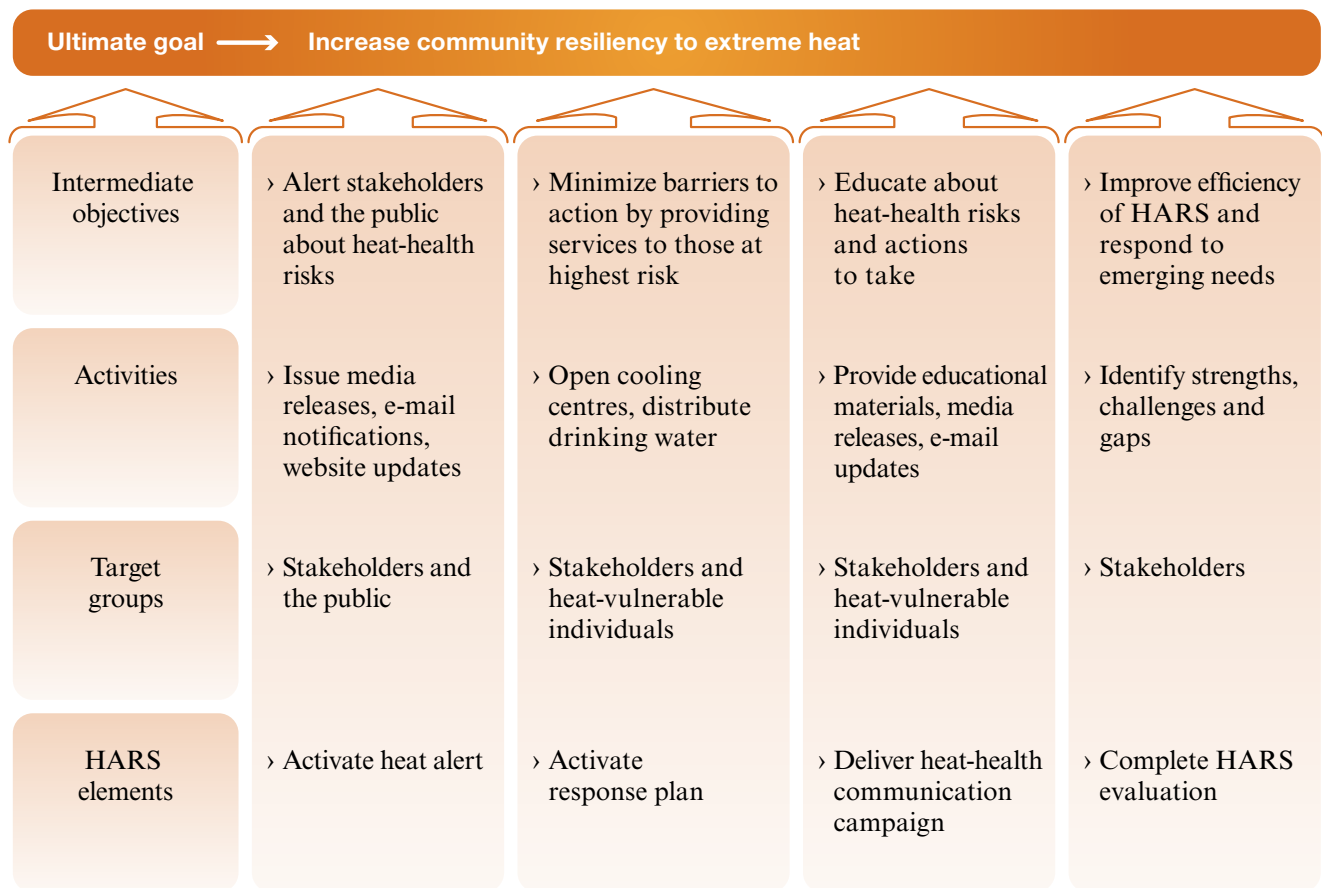 Ultimate goal → Increase community resiliency to extreme heat
Intermediate
objectives
› Alert stakeholders
and the public
about heat-health
risks
› Minimize barriers to
action by providing
services to those at
highest risk
› Educate about
heat-health risks
and actions
to take
› Improve efficiency
of HARS and
respond to
emerging needs
Activities
› Issue media
releases, e-mail
notifications,
website updates
› Open cooling
centres, distribute
drinking water
› Provide educational
materials, media
releases, e-mail
updates
› Identify strengths,
challenges and
gaps
Target
groups
› Stakeholders and
the public
› Stakeholders and
heat-vulnerable
individuals
› Stakeholders and
heat-vulnerable
individuals
› Stakeholders
HARS
elements
› Activate heat alert
› Activate
response plan
› Deliver heat-health
communication
campaign
› Complete HARS
evaluation